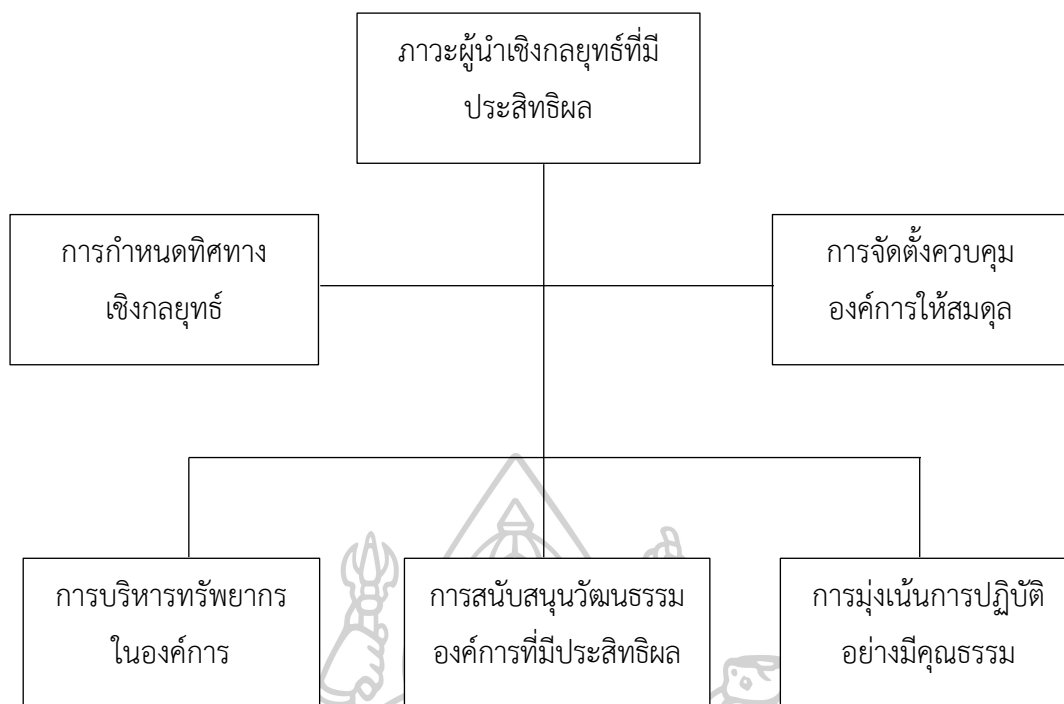 ภาวะผู้นำเชิงกลยุทธ์ที่มี
ประสิทธิผล
การกำหนดทิศทาง
เชิงกลยุทธ์
การจัดตั้งควบคุม
องค์การให้สมดุล
การบริหารทรัพยากร
ในองค์การ
การสนับสนุนวัฒนธรรม
องค์การที่มีประสิทธิผล
การมุ่งเน้นการปฏิบัติ
อย่างมีคุณธรรม